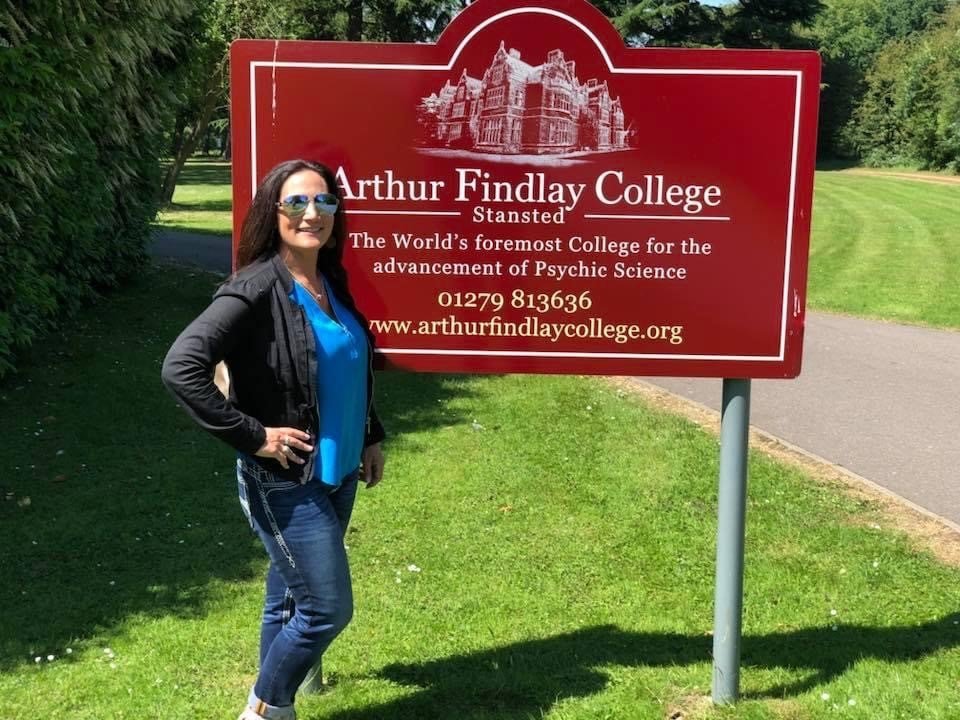 Arthur Findlay College
Stansted
The World's foremost College for the
advancement of Psychic Science
01279 813636
www.arthurfindlaycollege.org